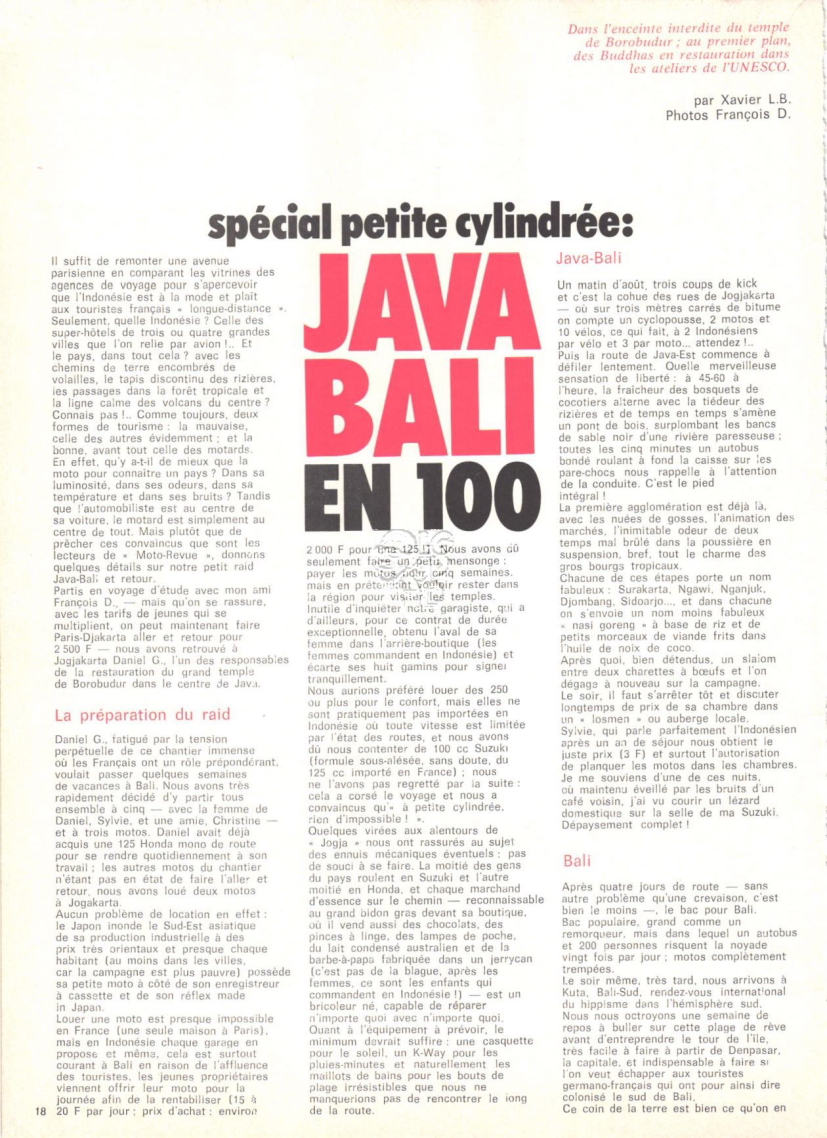 Dans l'enceinte interdite du temple
de Borobudur ; au premier plan,
des Buddhas en restauration dans
les ateliers de l'UNESCO.
par Xavier L.B.
Photos François D.
spécial petite cylindrée:
JAVA
BALI
EN 100
Il suffit de remonter une avenue
parisienne en comparant les vitrines des
agences de voyage pour s'apercevoir
que l'Indonésie est à la mode et plaît
aux touristes français « longue-distance ».
Seulement, quelle Indonésie ? Celle des
super-hôtels de trois ou quatre grandes
villes que l'on relie par avion !.. Et
le pays, dans tout cela ? avec les
chemins de terre encombrés de
volailles, le tapis discontinu des rizières,
les passages dans la forêt tropicale et
la ligne calme des volcans du centre ?
Connais pas !.. Comme toujours, deux
formes de tourisme : la mauvaise,
celle des autres évidemment ; et la
bonne, avant tout celle des motards.
En effet, qu'y a-t-il de mieux que la
moto pour connaître un pays ? Dans sa
luminosité, dans ses odeurs, dans sa
température et dans ses bruits ? Tandis
que l'automobiliste est au centre de
sa voiture, le motard est simplement au
centre de tout. Mais plutôt que de
prêcher ces convaincus que sont les
lecteurs de « Moto-Revue », donnons
quelques détails sur notre petit raid
Java-Bali et retour.
Partis en voyage d'étude avec mon ami
François D., — mais qu'on se rassure,
avec les tarifs de jeunes qui se
multiplient, on peut maintenant faire
Paris-Djakarta aller et retour pour
2 500 F — nous avons retrouvé à
Jogjakarta Daniel G., l'un des responsables
de la restauration du grand temple
de Borobudur dans le centre de Java.
La préparation du raid
Daniel G., fatigué par la tension
perpétuelle de ce chantier immense
où les Français ont un rôle prépondérant,
voulait passer quelques semaines
de vacances à Bali. Nous avons très
rapidement décidé d'y partir tous
ensemble à cinq — avec la femme de
Daniel, Sylvie, et une amie, Christine —
et à trois motos. Daniel avait déjà
acquis une 125 Honda mono de route
pour se rendre quotidiennement à son
travail ; les autres motos du chantier
n'étant pas en état de faire l'aller et
retour, nous avons loué deux motos
à Jogakarta.
Aucun problème de location en effet :
le Japon inonde le Sud-Est asiatique
de sa production industrielle à des
prix très orientaux et presque chaque
habitant (au moins dans les villes,
car la campagne est plus pauvre) possède
sa petite moto à côté de son enregistreur
à cassette et de son réflex made
in Japan.
Louer une moto est presque impossible
en France (une seule maison à Paris),
mais en Indonésie chaque garage en
propose et même, cela est surtout
courant à Bali en raison de l'affluence
des touristes, les jeunes propriétaires
viennent offrir leur moto pour la
journée afin de la rentabiliser (15 à
18 20 F par jour ; prix d'achat : environ
2 000 F pour une 125 !). Nous avons dû
seulement faire un petit mensonge :
payer les motos pour cinq semaines,
mais en prétendant vouloir rester dans
la région pour visiter les temples.
Inutile d'inquiéter notre garagiste, qui a
d'ailleurs, pour ce contrat de durée
exceptionnelle, obtenu l'aval de sa
femme dans l'arrière-boutique (les
femmes commandent en Indonésie) et
écarte ses huit gamins pour signer
tranquillement.
Nous aurions préféré louer des 250
ou plus pour le confort, mais elles ne
sont pratiquement pas importées en
Indonésie où toute vitesse est limitée
par l'état des routes, et nous avons
dû nous contenter de 100 cc Suzuki
(formule sous-alésée, sans doute, du
125 cc importé en France) ; nous
ne l'avons pas regretté par la suite :
cela a corsé le voyage et nous a
convaincus qu'« à petite cylindrée,
rien d'impossible ! ».
Quelques virées aux alentours de
« Jogja » nous ont rassurés au sujet
des ennuis mécaniques éventuels : pas
de souci à se faire. La moitié des gens
du pays roulent en Suzuki et l'autre
moitié en Honda, et chaque marchand
d'essence sur le chemin — reconnaissable
au grand bidon gras devant sa boutique,
où il vend aussi des chocolats, des
pinces à linge, des lampes de poche,
du lait condensé australien et de la
barbe-à-papa fabriquée dans un jerrycan
(c'est pas de la blague, après les
femmes, ce sont les enfants qui
commandent en Indonésie !) — est un
bricoleur né, capable de réparer
n'importe quoi avec n'importe quoi.
Quant à l'équipement à prévoir, le
minimum devrait suffire : une casquette
pour le soleil, un K-Way pour les
pluies-minutes et naturellement les
maillots de bains pour les bouts de
plage irrésistibles que nous ne
manquerions pas de rencontrer le long
de la route.
Java-Bali
Un matin d'août, trois coups de kick
et c'est la cohue des rues de Jogjakarta
— où sur trois mètres carrés de bitume
on compte un cyclopousse, 2 motos et
10 vélos, ce qui fait, à 2 Indonésiens
par vélo et 3 par moto... attendez !..
Puis la route de Java-Est commence à
défiler lentement. Quelle merveilleuse
sensation de liberté : à 45-60 à
l'heure, la fraîcheur des bosquets de
cocotiers alterne avec la tiédeur des
rizières et de temps en temps s'amène
un pont de bois, surplombant les bancs
de sable noir d'une rivière paresseuse ;
toutes les cinq minutes un autobus
bondé roulant à fond la caisse sur les
pare-chocs nous rappelle à l'attention
de la conduite. C'est le pied
intégral !
La première agglomération est déjà là,
avec les nuées de gosses, l'animation des
marchés, l'inimitable odeur de deux
temps mal brûlé dans la poussière en
suspension, bref, tout le charme des
gros bourgs tropicaux.
Chacune de ces étapes porte un nom
fabuleux : Surakarta, Ngawi, Nganjuk,
Djombang, Sidoarjo..., et dans chacune
on s'envoie un nom moins fabuleux
« nasi goreng » à base de riz et de
petits morceaux de viande frits dans
l'huile de noix de coco.
Après quoi, bien détendus, un slalom
entre deux charettes à bœufs et l'on
dégage à nouveau sur la campagne.
Le soir, il faut s'arrêter tôt et discuter
longtemps de prix de sa chambre dans
un « losmen » ou auberge locale.
Sylvie, qui parle parfaitement l'Indonésien
après un an de séjour nous obtient le
juste prix (3 F) et surtout l'autorisation
de planquer les motos dans les chambres.
Je me souviens d'une de ces nuits,
où maintenu éveillé par les bruits d'un
café voisin, j'ai vu courir un lézard
domestique sur la selle de ma Suzuki.
Dépaysement complet !
Bali
Après quatre jours de route — sans
autre problème qu'une crevaison, c'est
bien le moins —, le bac pour Bali.
Bac populaire, grand comme un
remorqueur, mais dans lequel un autobus
et 200 personnes risquent la noyade
vingt fois par jour ; motos complètement
trempées.
Le soir même, très tard, nous arrivons à
Kuta, Bali-Sud, rendez-vous international
du hippisme dans l'hémisphère sud.
Nous nous octroyons une semaine de
repos à buller sur cette plage de rêve
avant d'entreprendre le tour de l'île,
très facile à faire à partir de Denpasar,
la capitale, et indispensable à faire si
l'on veut échapper aux touristes
germano-français qui ont pour ainsi dire
colonisé le sud de Bali.
Ce coin de la terre est bien ce qu'on en